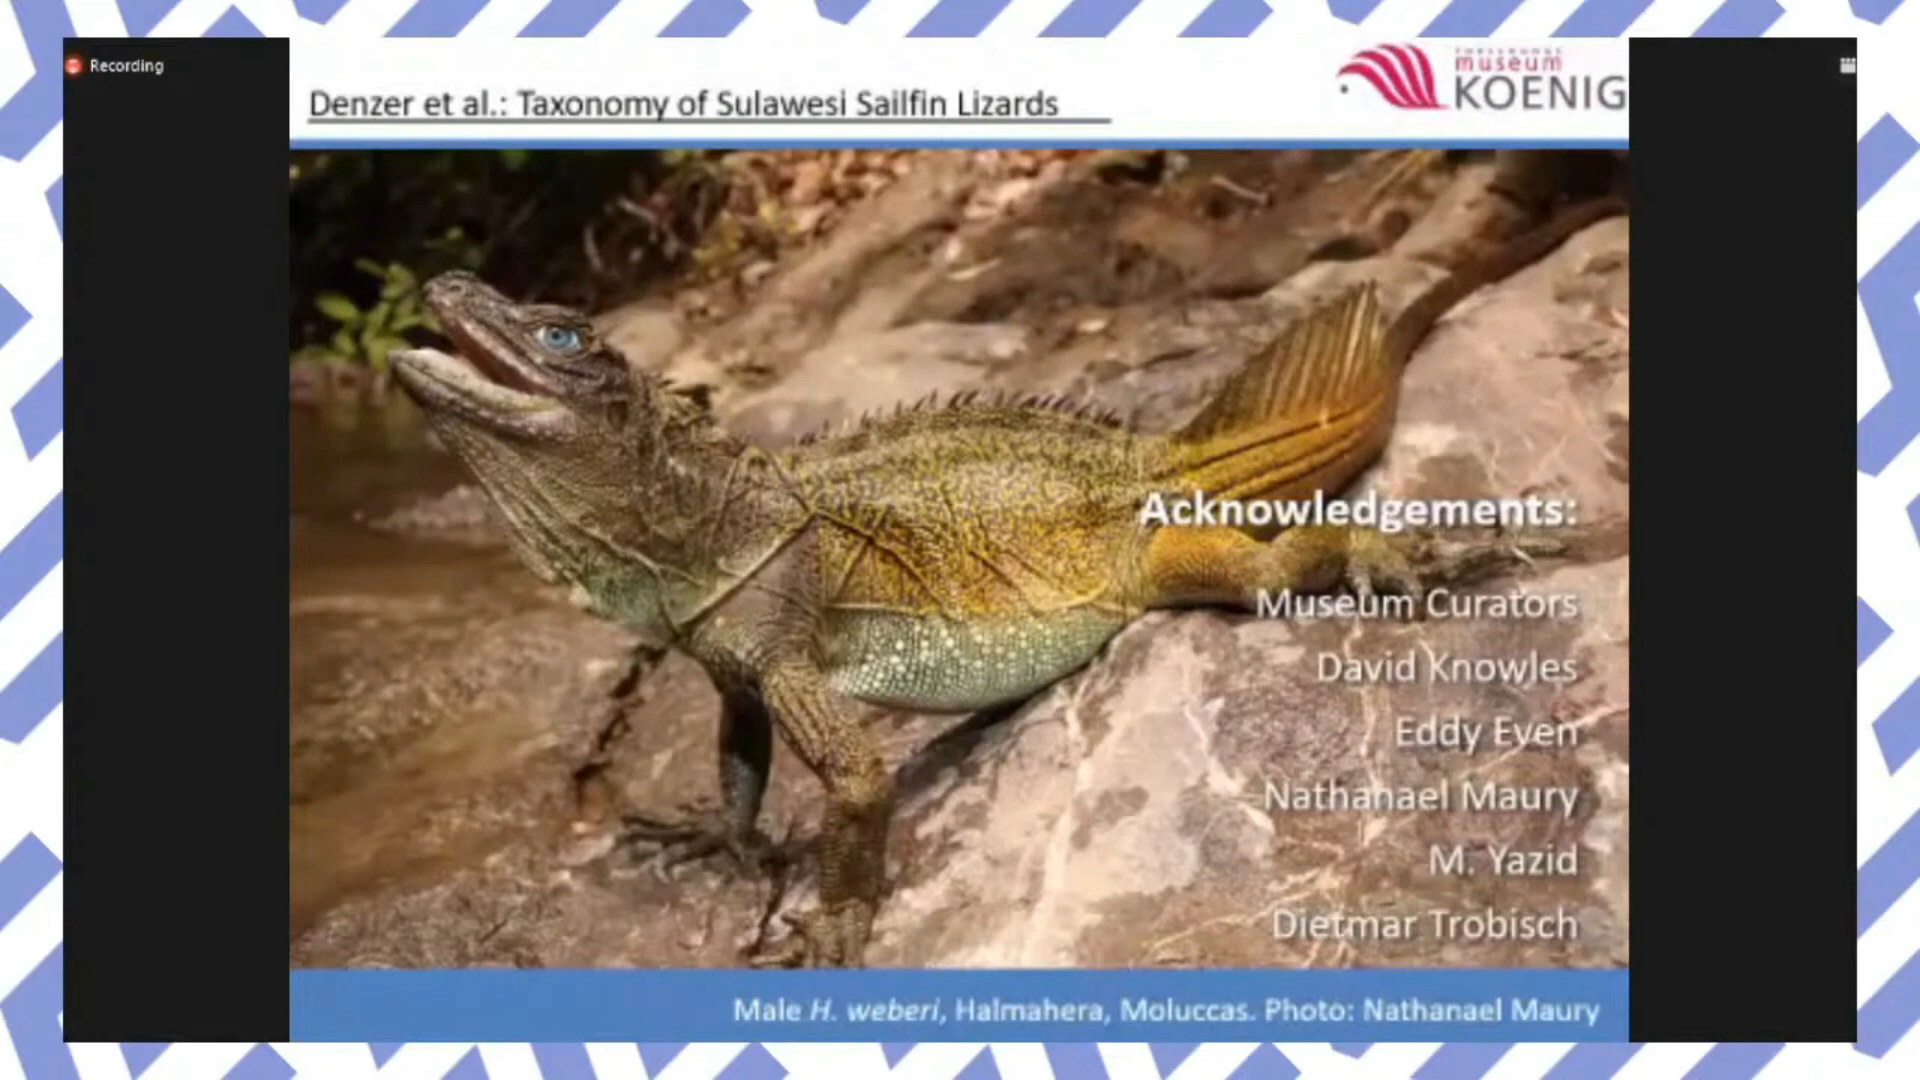 Recording
Denzer et al.: Taxonomy of Sulawesi Sailfin Lizards
museum
KOENIG
Acknowledgements:
Museum Curators
David Knowles
Eddy Even
Nathanael Maury
M. Yazid
Dietmar Trobisch
Male H. weberi, Halmahera, Moluccas. Photo: Nathanael Maury